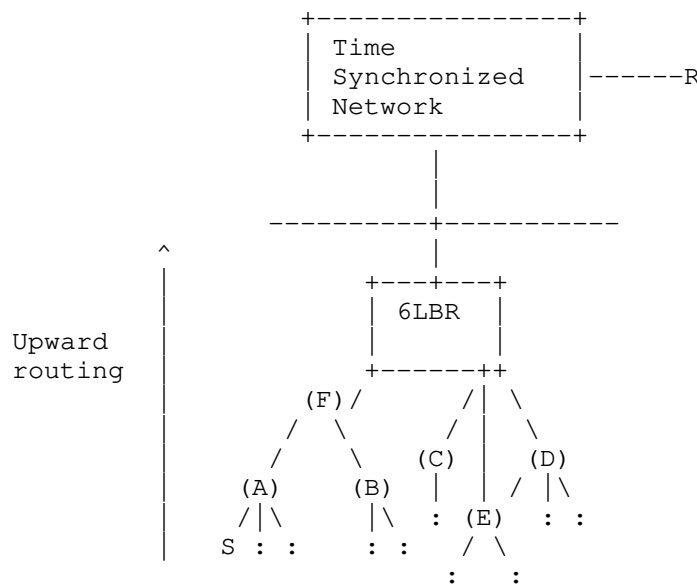 +----------------+
| Time           |
| Synchronized   |------R
| Network        |
+----------------+
|
|
----------+-----------
^ |
| +---+---+
| | 6LBR |
Upward | | |
routing | +------++
| (F)/ /| \
| / \ / | \
| / \ (C) | (D)
| (A) (B) | | / |\
| /|\ |\ : (E) : :
| S : : : : / \
: :